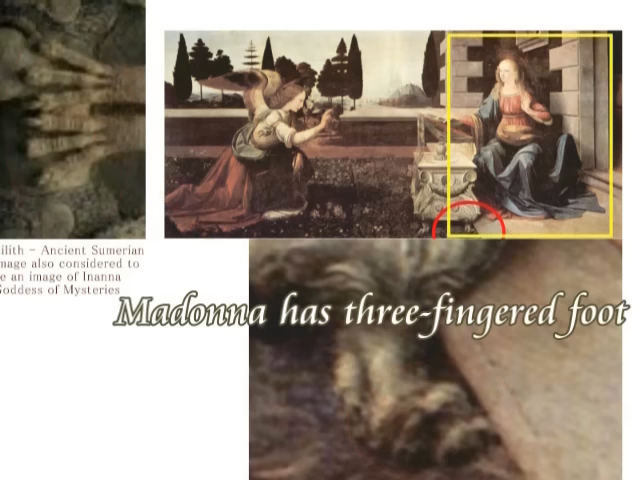 ilith - Ancient Sumerian
mage also considered to
e an image of Inanna
Goddess of Mysteries
Madonna has three-fingered foot